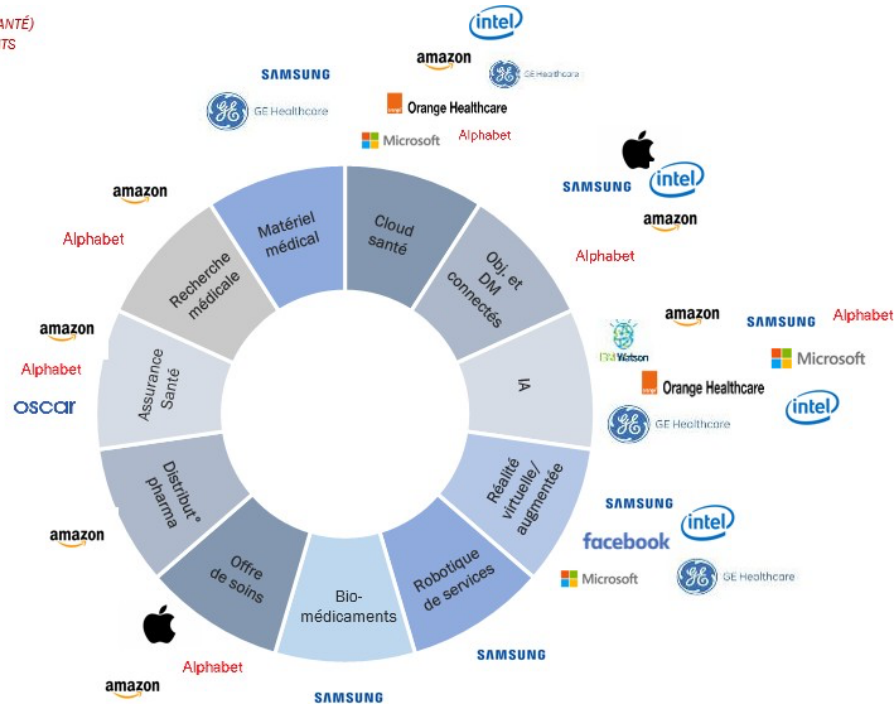 ANTÉ)
TS
intel
amazon
GE Healthcare
SAMSUNG
GE Healthcare
orange
Orange Healthcare
Microsoft
Alphabet
SAMSUNG
intel
amazon
Alphabet
amazon
Alphabet
Matériel
médical
Cloud
santé
Recherche
médicale
Obj. et
DM
connectés
amazon
SAMSUNG
Alphabet
IBM Watson
Microsoft
Orange Healthcare
intel
GE Healthcare
amazon
Alphabet
oscar
Assurance
Santé
IA
Distribut°
pharma
Réalité
virtuelle/
augmentée
amazon
SAMSUNG
intel
facebook
Microsoft
GE Healthcare
Offre
de soins
Bio-
médicaments
Robotique
de services
Alphabet
amazon
SAMSUNG
SAMSUNG